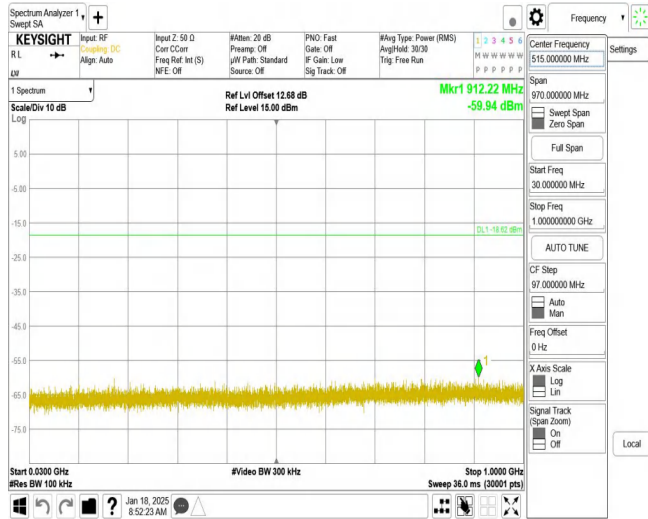 Spectrum Analyzer 1
Swept SA
+
Frequency
KEYSIGHT
RL
LXI
Input: RF
Coupling: DC
Align: Auto
Input Z: 50 Ω
Corr CCorr
Freq Ref: Int (S)
NFE: Off
#Atten: 20 dB
Preamp: Off
µW Path: Standard
Source: Off
PNO: Fast
Gate: Off
IF Gain: Low
Sig Track: Off
#Avg Type: Power (RMS)
Avg|Hold: 30/30
Trig: Free Run
1 2 3 4 5 6
M W W W W W
P P P P P P
Center Frequency
515.000000 MHz
Settings
Span
970.000000 MHz
Swept Span
Zero Span
Full Span
Start Freq
30.000000 MHz
Stop Freq
1.000000000 GHz
AUTO TUNE
CF Step
97.000000 MHz
Auto
Man
Freq Offset
0 Hz
X Axis Scale
Log
Lin
Signal Track
(Span Zoom)
On
Off
Local
1 Spectrum
Scale/Div 10 dB
Log
Ref Lvl Offset 12.68 dB
Ref Level 15.00 dBm
Mkr1 912.22 MHz
-59.94 dBm
5.00
-5.00
-15.0
DL1 -18.62 dBm
-25.0
-35.0
-45.0
-55.0
1
-65.0
-75.0
Start 0.0300 GHz
#Res BW 100 kHz
#Video BW 300 kHz
Stop 1.0000 GHz
Sweep 36.0 ms (30001 pts)
?
Jan 18, 2025
8:52:23 AM